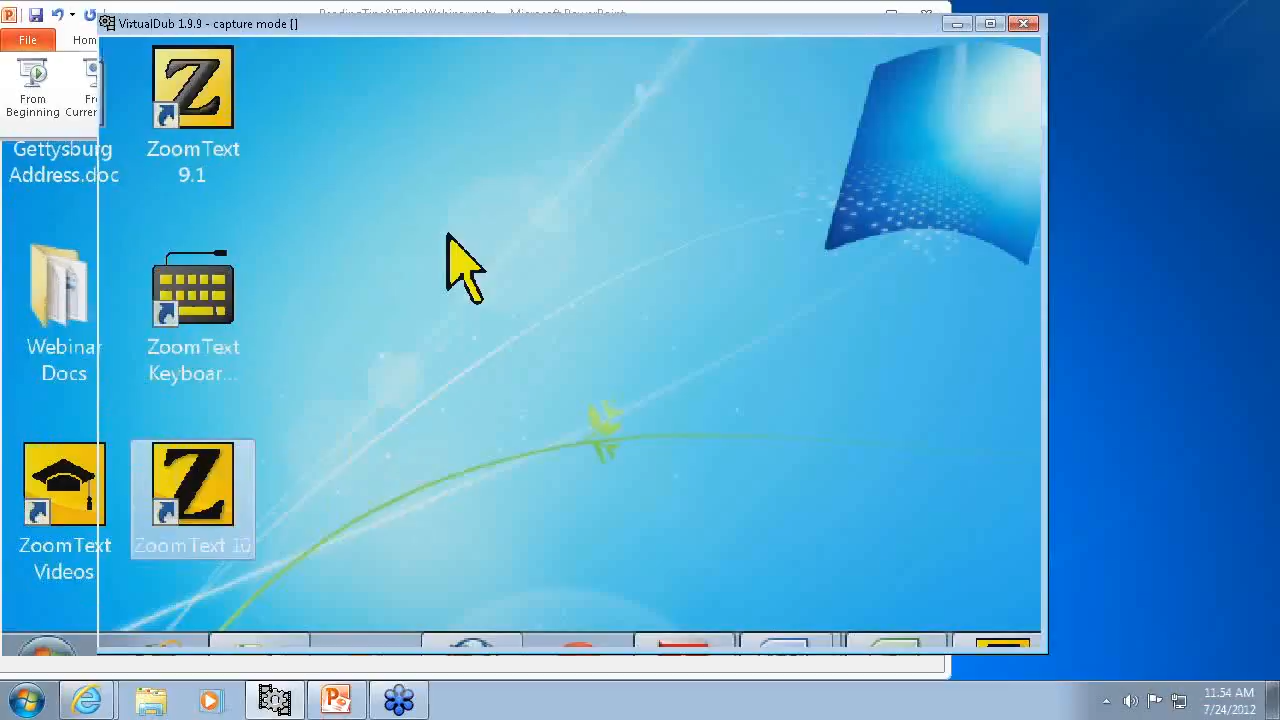 VirtualDub 1.9.9 - capture mode []
File
Hom
From
Beginning
Fr
Curren
Gettysburg
Address.doc
ZoomText
9.1
Webinar
Docs
ZoomText
Keyboar...
ZoomText
Videos
ZoomText 10
11:54 AM
7/24/2012